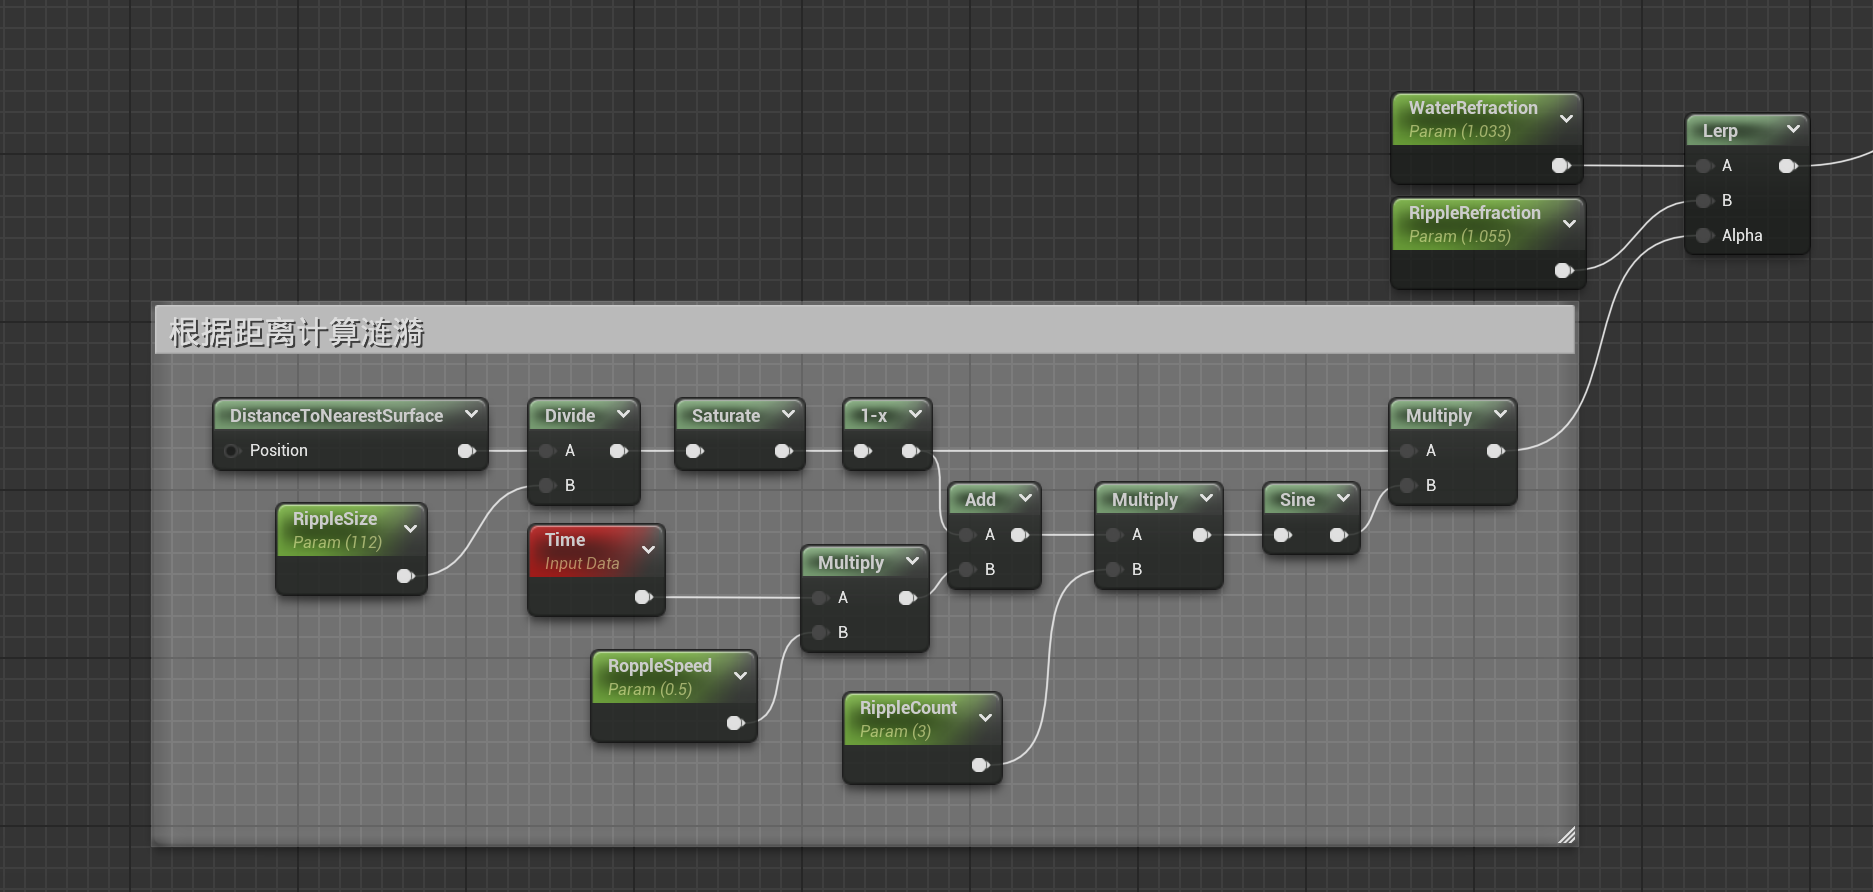 WaterRefraction
Param (1.033)
Lerp
A
B
Alpha
RippleRefraction
Param (1.055)
根据距离计算涟漪
DistanceToNearestSurface
Position
Divide
A
B
Saturate
1-x
Multiply
A
B
RippleSize
Param (112)
Time
Input Data
Multiply
A
B
Add
A
B
Multiply
A
B
Sine
RoppleSpeed
Param (0.5)
RippleCount
Param (3)